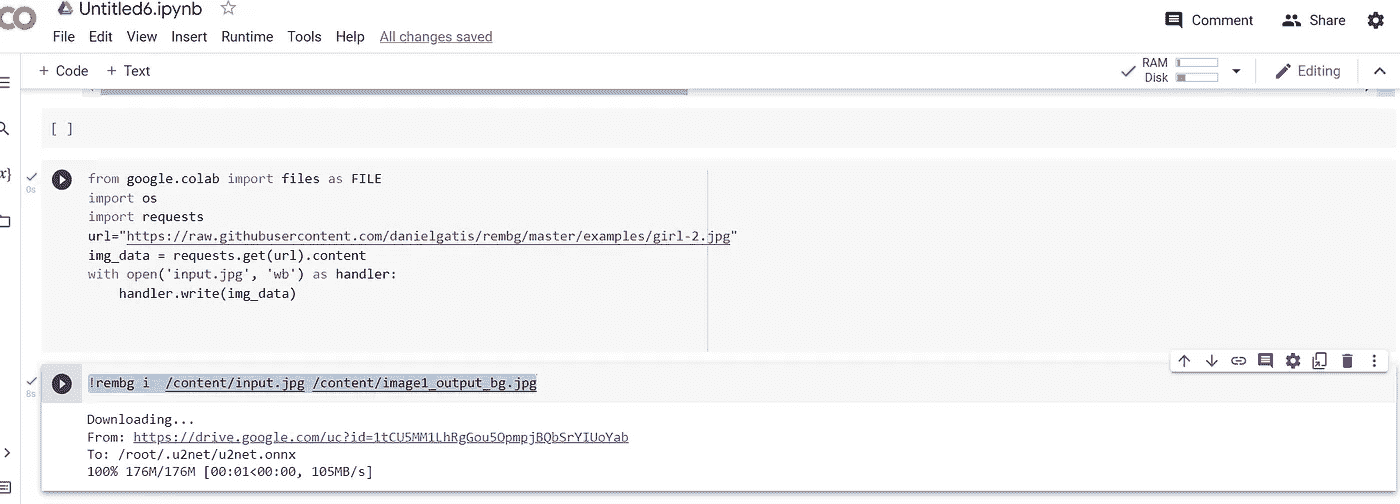 CO
Untitled6.ipynb
File Edit View Insert Runtime Tools Help All changes saved
Comment Share
+ Code + Text
RAM
Disk
Editing
[ ]
x}
0s
from google.colab import files as FILE
import os
import requests
url="https://raw.githubusercontent.com/danielgatis/rembg/master/examples/girl-2.jpg"
img_data = requests.get(url).content
with open('input.jpg', 'wb') as handler:
    handler.write(img_data)
8s
!rembg i  /content/input.jpg /content/image1_output_bg.jpg
Downloading...
From: https://drive.google.com/uc?id=1tCU5MM1LhRgGou5OpmpjBQbSrYIUoYab
To: /root/.u2net/u2net.onnx
100% 176M/176M [00:01<00:00, 105MB/s]